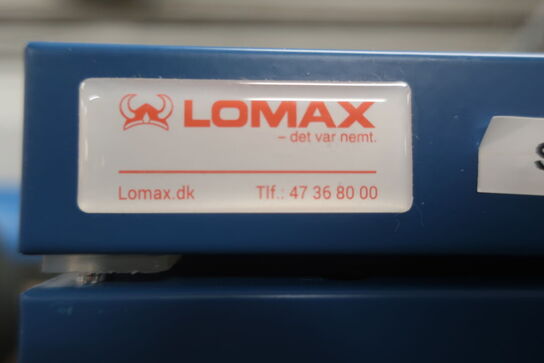 LOMAX
– det var nemt.
Lomax.dk Tlf.: 47 36 80 00